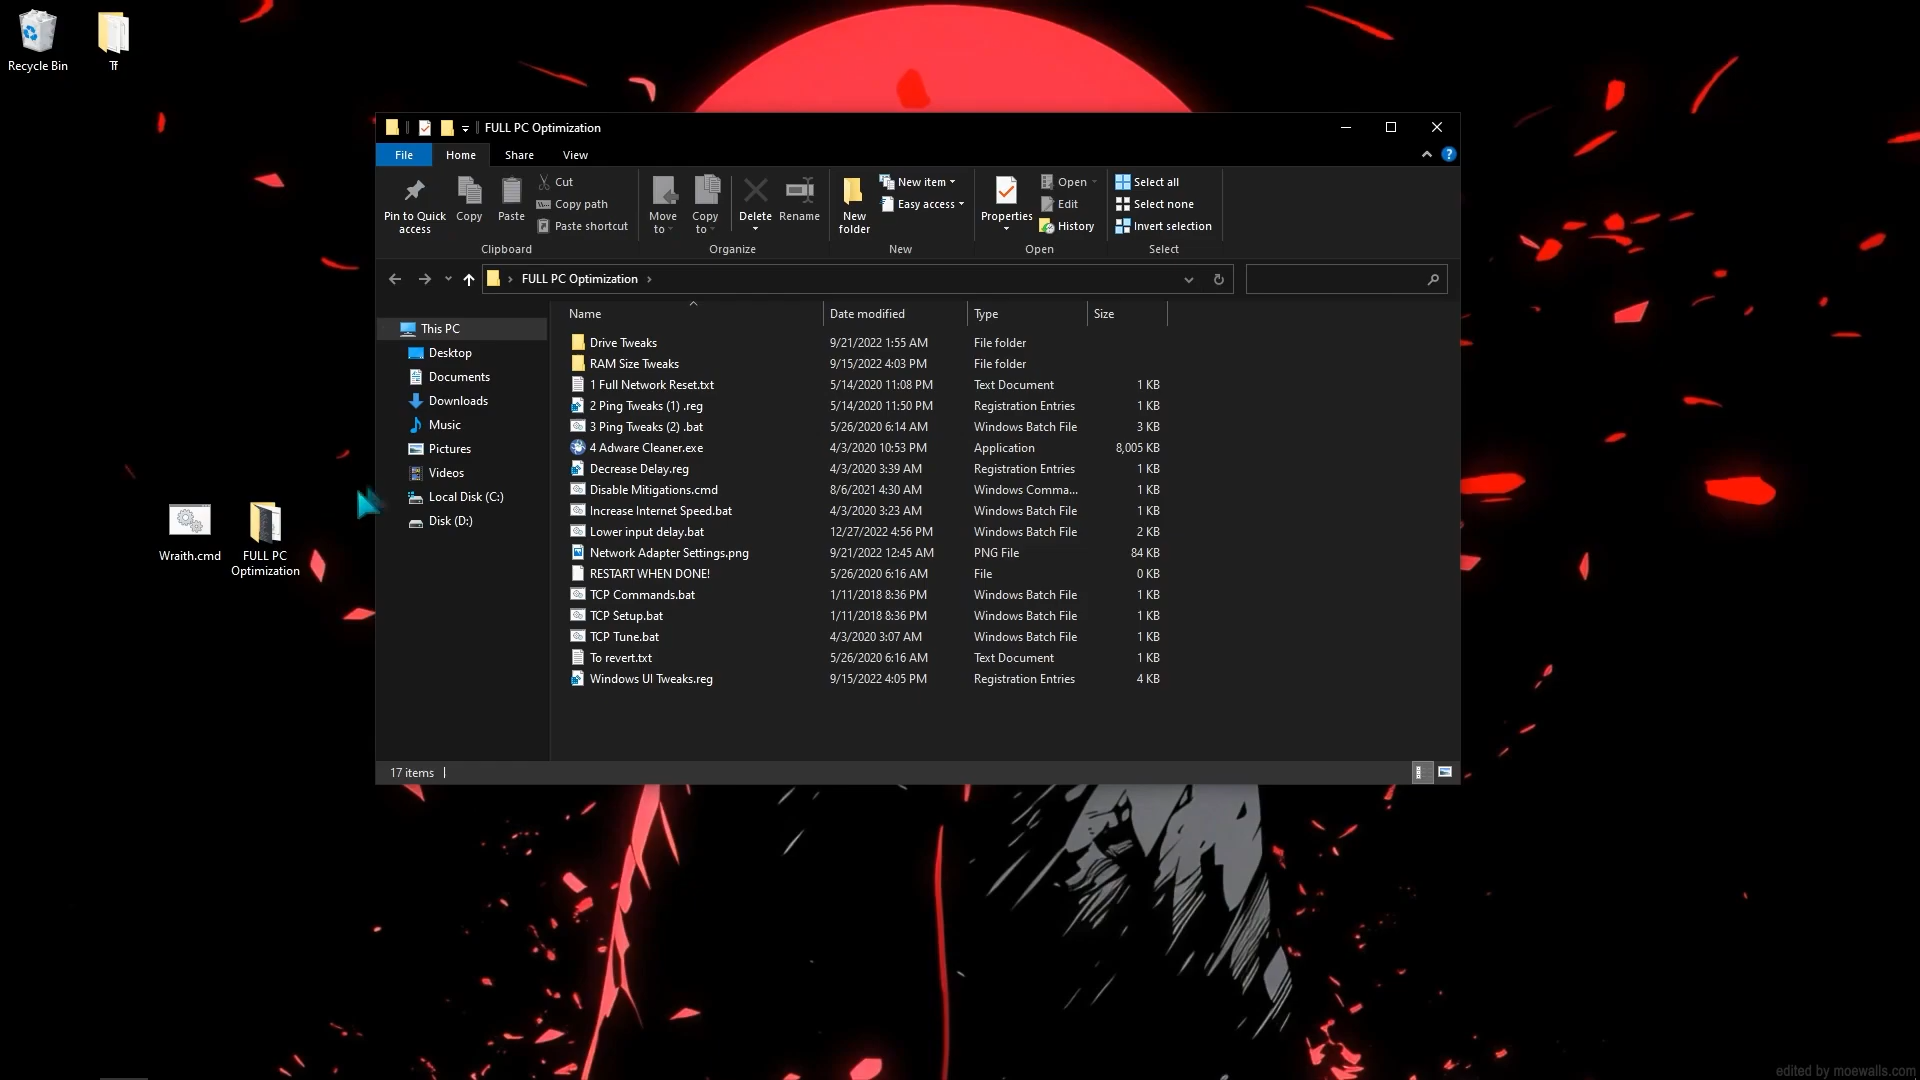 Recycle Bin
Tf
FULL PC Optimization
File Home Share View
Pin to Quick access
Copy
Paste
Cut
Copy path
Paste shortcut
Clipboard
Move to
Copy to
Delete
Rename
Organize
New folder
New item
Easy access
New
Properties
Open
Edit
History
Open
Select all
Select none
Invert selection
Select
FULL PC Optimization
This PC
Desktop
Documents
Downloads
Music
Pictures
Videos
Local Disk (C:)
Disk (D:)
Name Date modified Type Size
Drive Tweaks 9/21/2022 1:55 AM File folder
RAM Size Tweaks 9/15/2022 4:03 PM File folder
1 Full Network Reset.txt 5/14/2020 11:08 PM Text Document 1 KB
2 Ping Tweaks (1) .reg 5/14/2020 11:50 PM Registration Entries 1 KB
3 Ping Tweaks (2) .bat 5/26/2020 6:14 AM Windows Batch File 3 KB
4 Adware Cleaner.exe 4/3/2020 10:53 PM Application 8,005 KB
Decrease Delay.reg 4/3/2020 3:39 AM Registration Entries 1 KB
Disable Mitigations.cmd 8/6/2021 4:30 AM Windows Comma... 1 KB
Increase Internet Speed.bat 4/3/2020 3:23 AM Windows Batch File 1 KB
Lower input delay.bat 12/27/2022 4:56 PM Windows Batch File 2 KB
Network Adapter Settings.png 9/21/2022 12:45 AM PNG File 84 KB
RESTART WHEN DONE! 5/26/2020 6:16 AM File 0 KB
TCP Commands.bat 1/11/2018 8:36 PM Windows Batch File 1 KB
TCP Setup.bat 1/11/2018 8:36 PM Windows Batch File 1 KB
TCP Tune.bat 4/3/2020 3:07 AM Windows Batch File 1 KB
To revert.txt 5/26/2020 6:16 AM Text Document 1 KB
Windows UI Tweaks.reg 9/15/2022 4:05 PM Registration Entries 4 KB
17 items
Wraith.cmd
FULL PC
Optimization
edited by moewalls.com